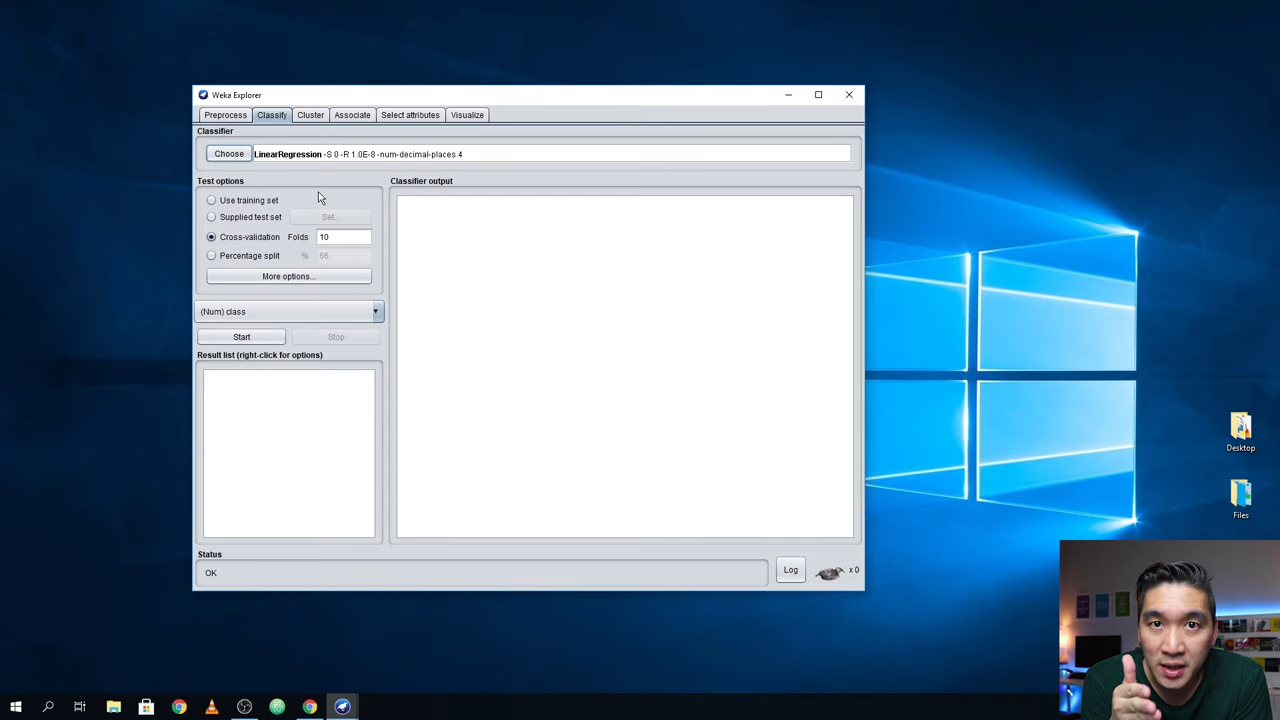 Weka Explorer
Preprocess Classify Cluster Associate Select attributes Visualize
Classifier
Choose LinearRegression -S 0 -R 1.0E-8 -num-decimal-places 4
Test options
Use training set
Supplied test set Set...
Cross-validation Folds 10
Percentage split % 66
More options...
(Num) class
Start Stop
Result list (right-click for options)
Classifier output
Status
OK
Log x 0
Desktop
Files